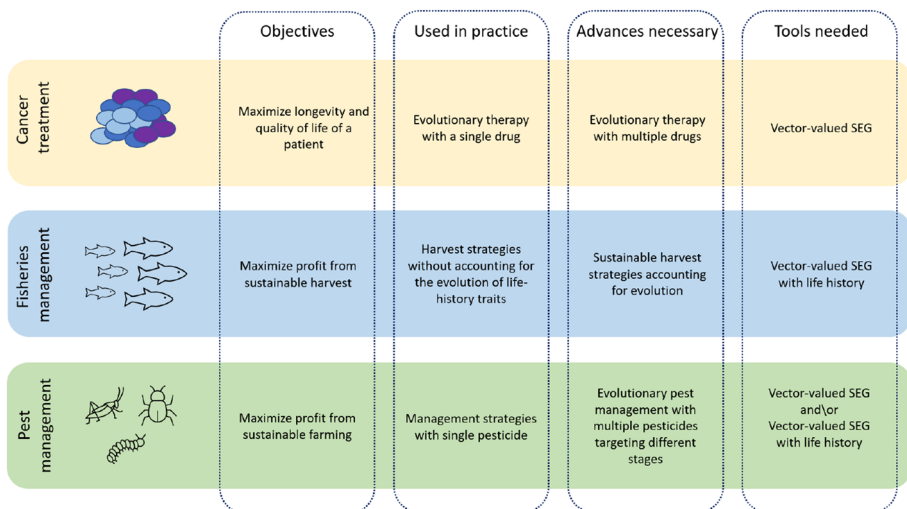 Objectives
Used in practice
Advances necessary
Tools needed
Cancer
treatment
Maximize longevity and
quality of life of a
patient
Evolutionary therapy
with a single drug
Evolutionary therapy
with multiple drugs
Vector-valued SEG
Fisheries
management
Maximize profit from
sustainable harvest
Harvest strategies
without accounting for
the evolution of life-
history traits
Sustainable harvest
strategies accounting
for evolution
Vector-valued SEG
with life history
Pest
management
Maximize profit from
sustainable farming
Management strategies
with single pesticide
Evolutionary pest
management with
multiple pesticides
targeting different
stages
Vector-valued SEG
and\or
Vector-valued SEG
with life history